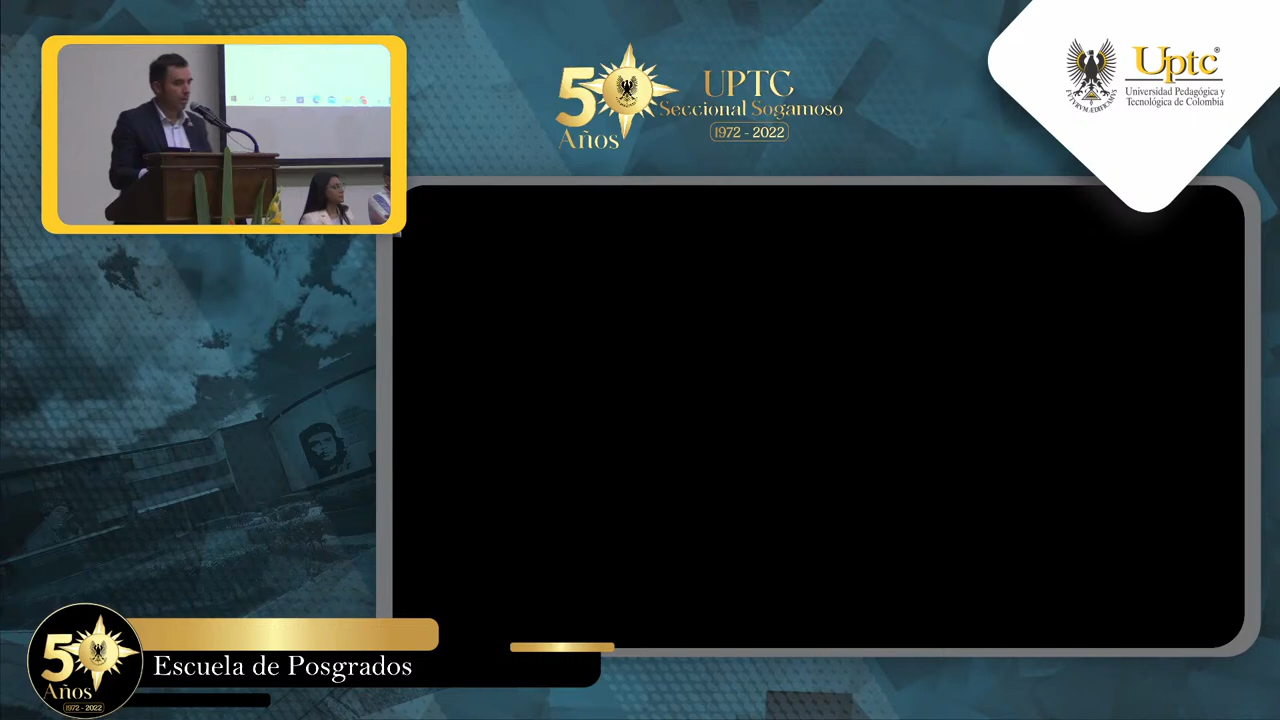 50
Años
UPTC
Seccional Sogamoso
1972 - 2022
Uptc®
Universidad Pedagógica y
Tecnológica de Colombia
50
Años
1972 - 2022
Escuela de Posgrados